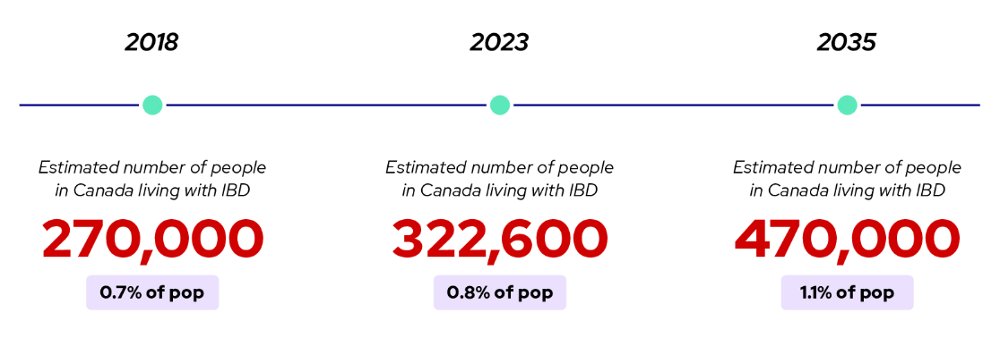 2018
2023
2035
Estimated number of people
in Canada living with IBD
270,000
0.7% of pop
Estimated number of people
in Canada living with IBD
322,600
0.8% of pop
Estimated number of people
in Canada living with IBD
470,000
1.1% of pop